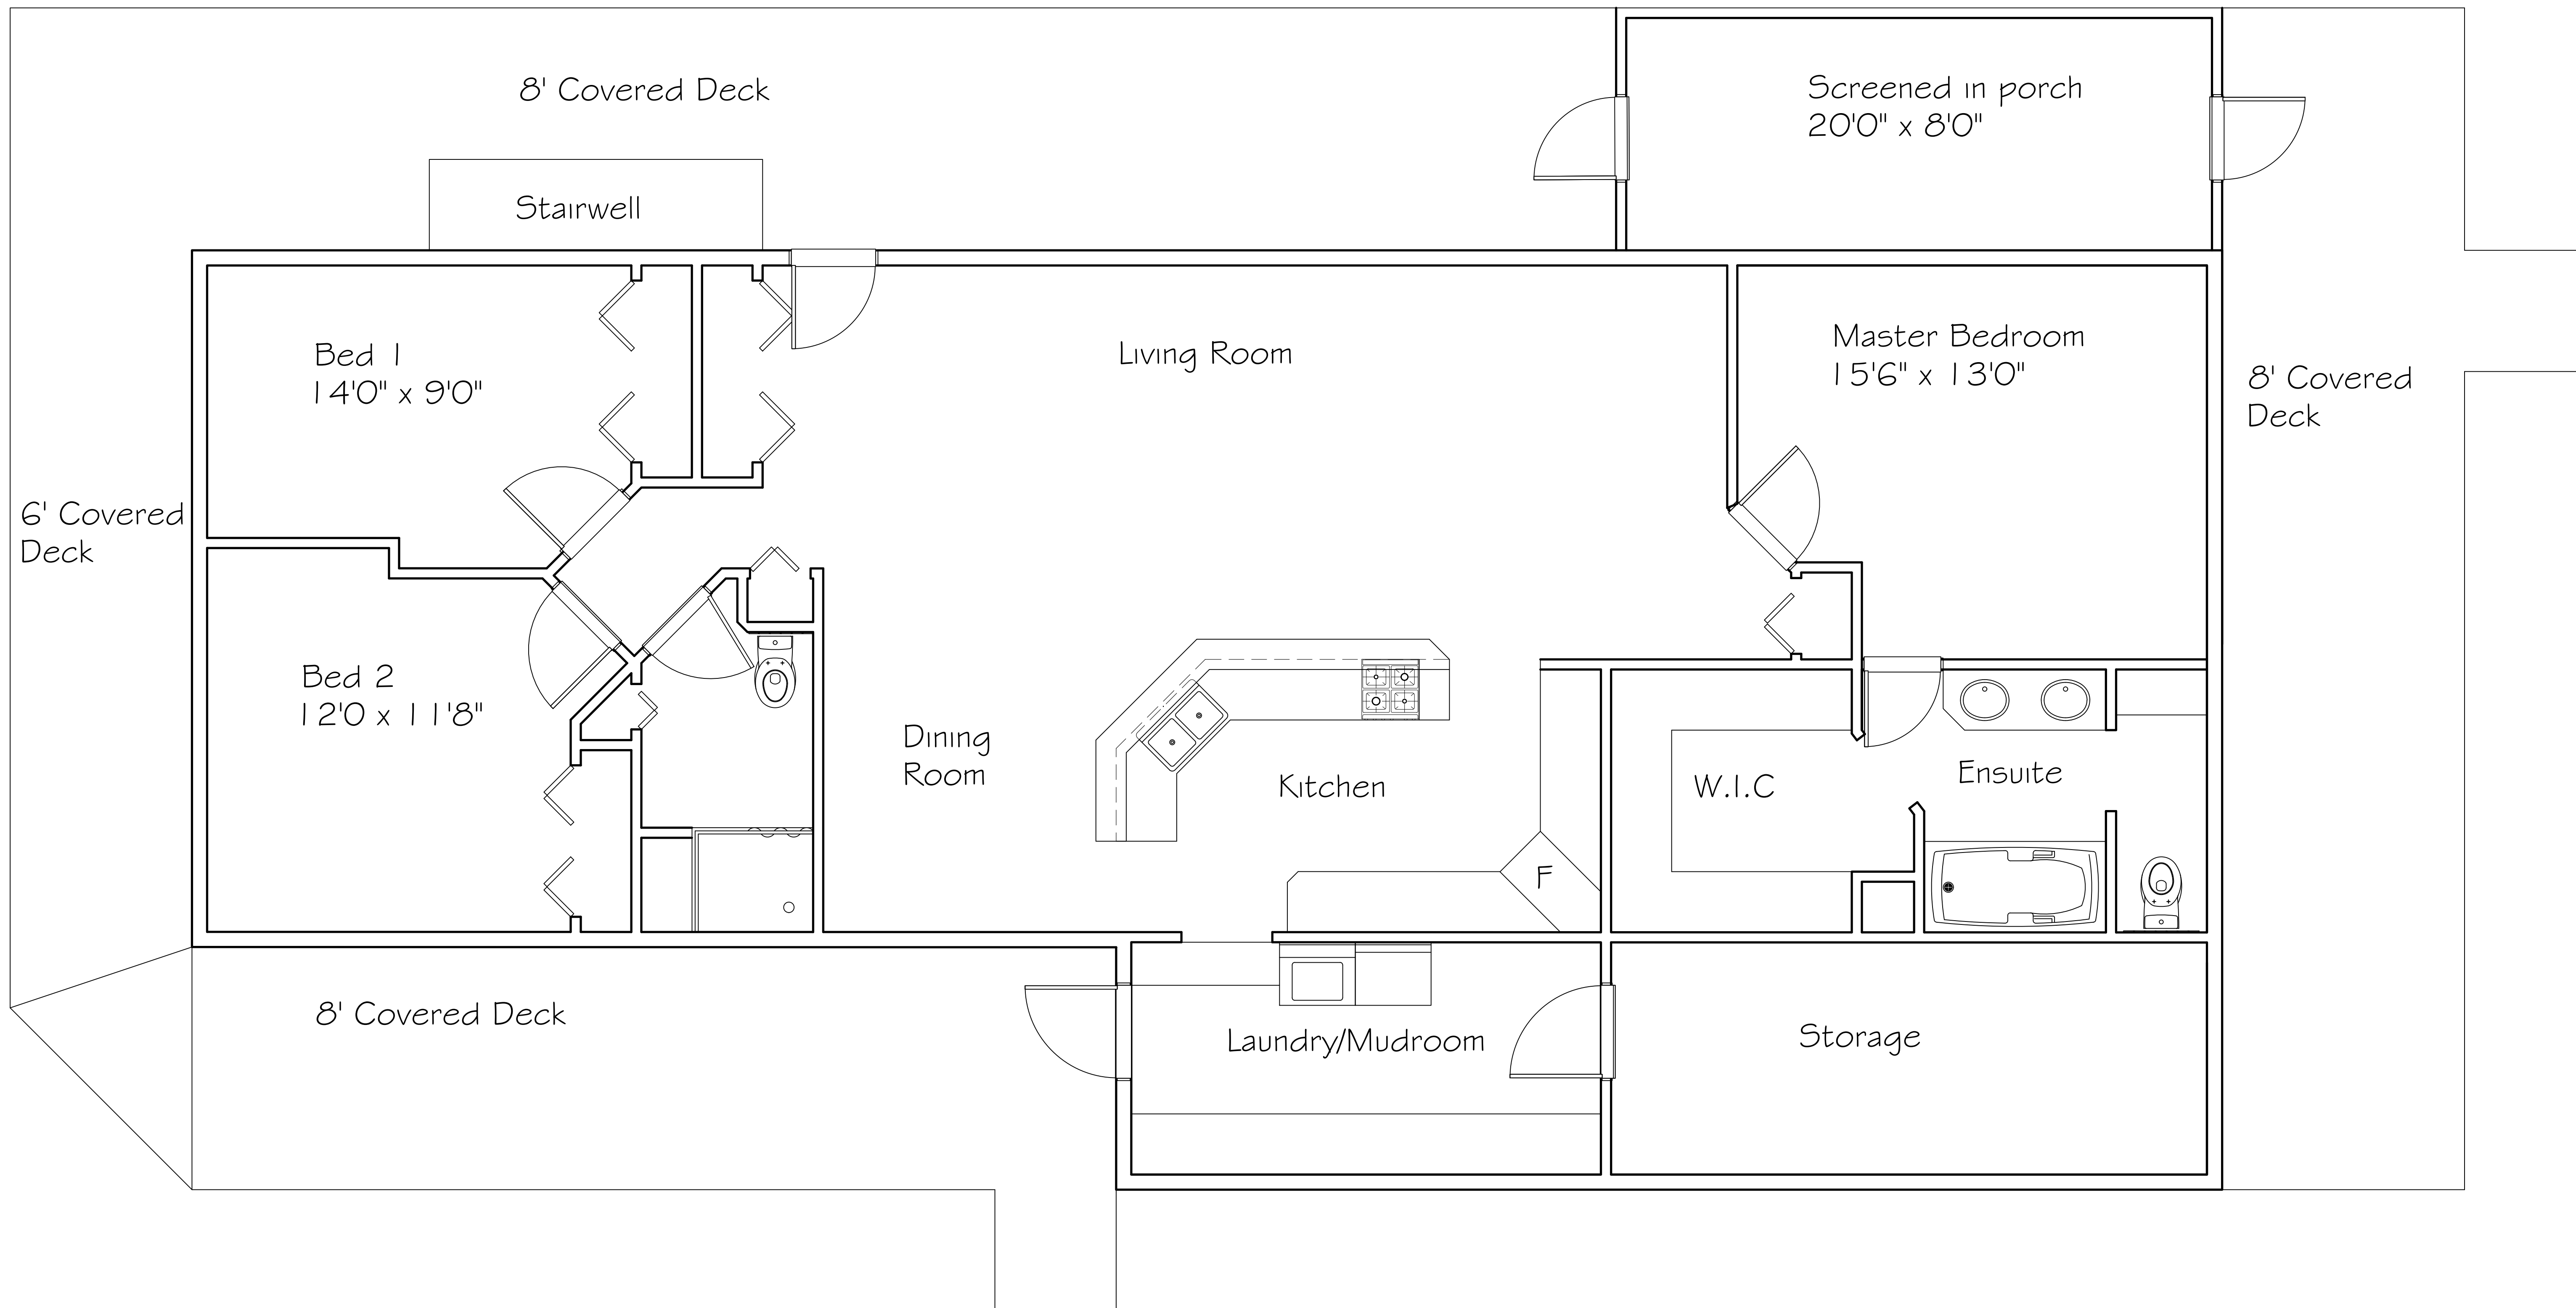 8' Covered Deck
Screened in porch
20'0" x 8'0"
Stairwell
Bed 1
14'0" x 9'0"
Living Room
Master Bedroom
15'6" x 13'0"
8' Covered
Deck
6' Covered
Deck
Bed 2
12'0 x 11'8"
Dining
Room
Kitchen
W.I.C
Ensuite
F
8' Covered Deck
Laundry/Mudroom
Storage